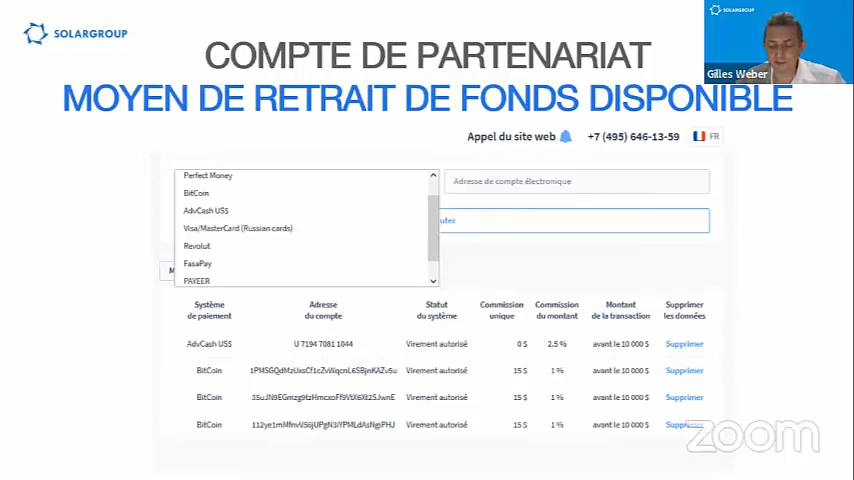 SOLARGROUP
SOLARGROUP
Gilles Weber
COMPTE DE PARTENARIAT
MOYEN DE RETRAIT DE FONDS DISPONIBLE
Appel du site web +7 (495) 646-13-59 FR
Perfect Money
BitCoin
AdvCash US$
Visa/MasterCard (Russian cards)
Revolut
FasaPay
PAYEER
Adresse de compte électronique
uter
M
Système de paiement Adresse du compte Statut du système Commission unique Commission du montant Montant de la transaction Supprimer les données
AdvCash US$ U 7194 7081 1044 Virement autorisé 0 $ 2.5 % avant le 10 000 $ Supprimer
BitCoin Virement autorisé 15 $ 1 % avant le 10 000 $ Supprimer
BitCoin Virement autorisé 15 $ 1 % avant le 10 000 $ Supprimer
BitCoin Virement autorisé 15 $ 1 % avant le 10 000 $ Supprimer
zoom